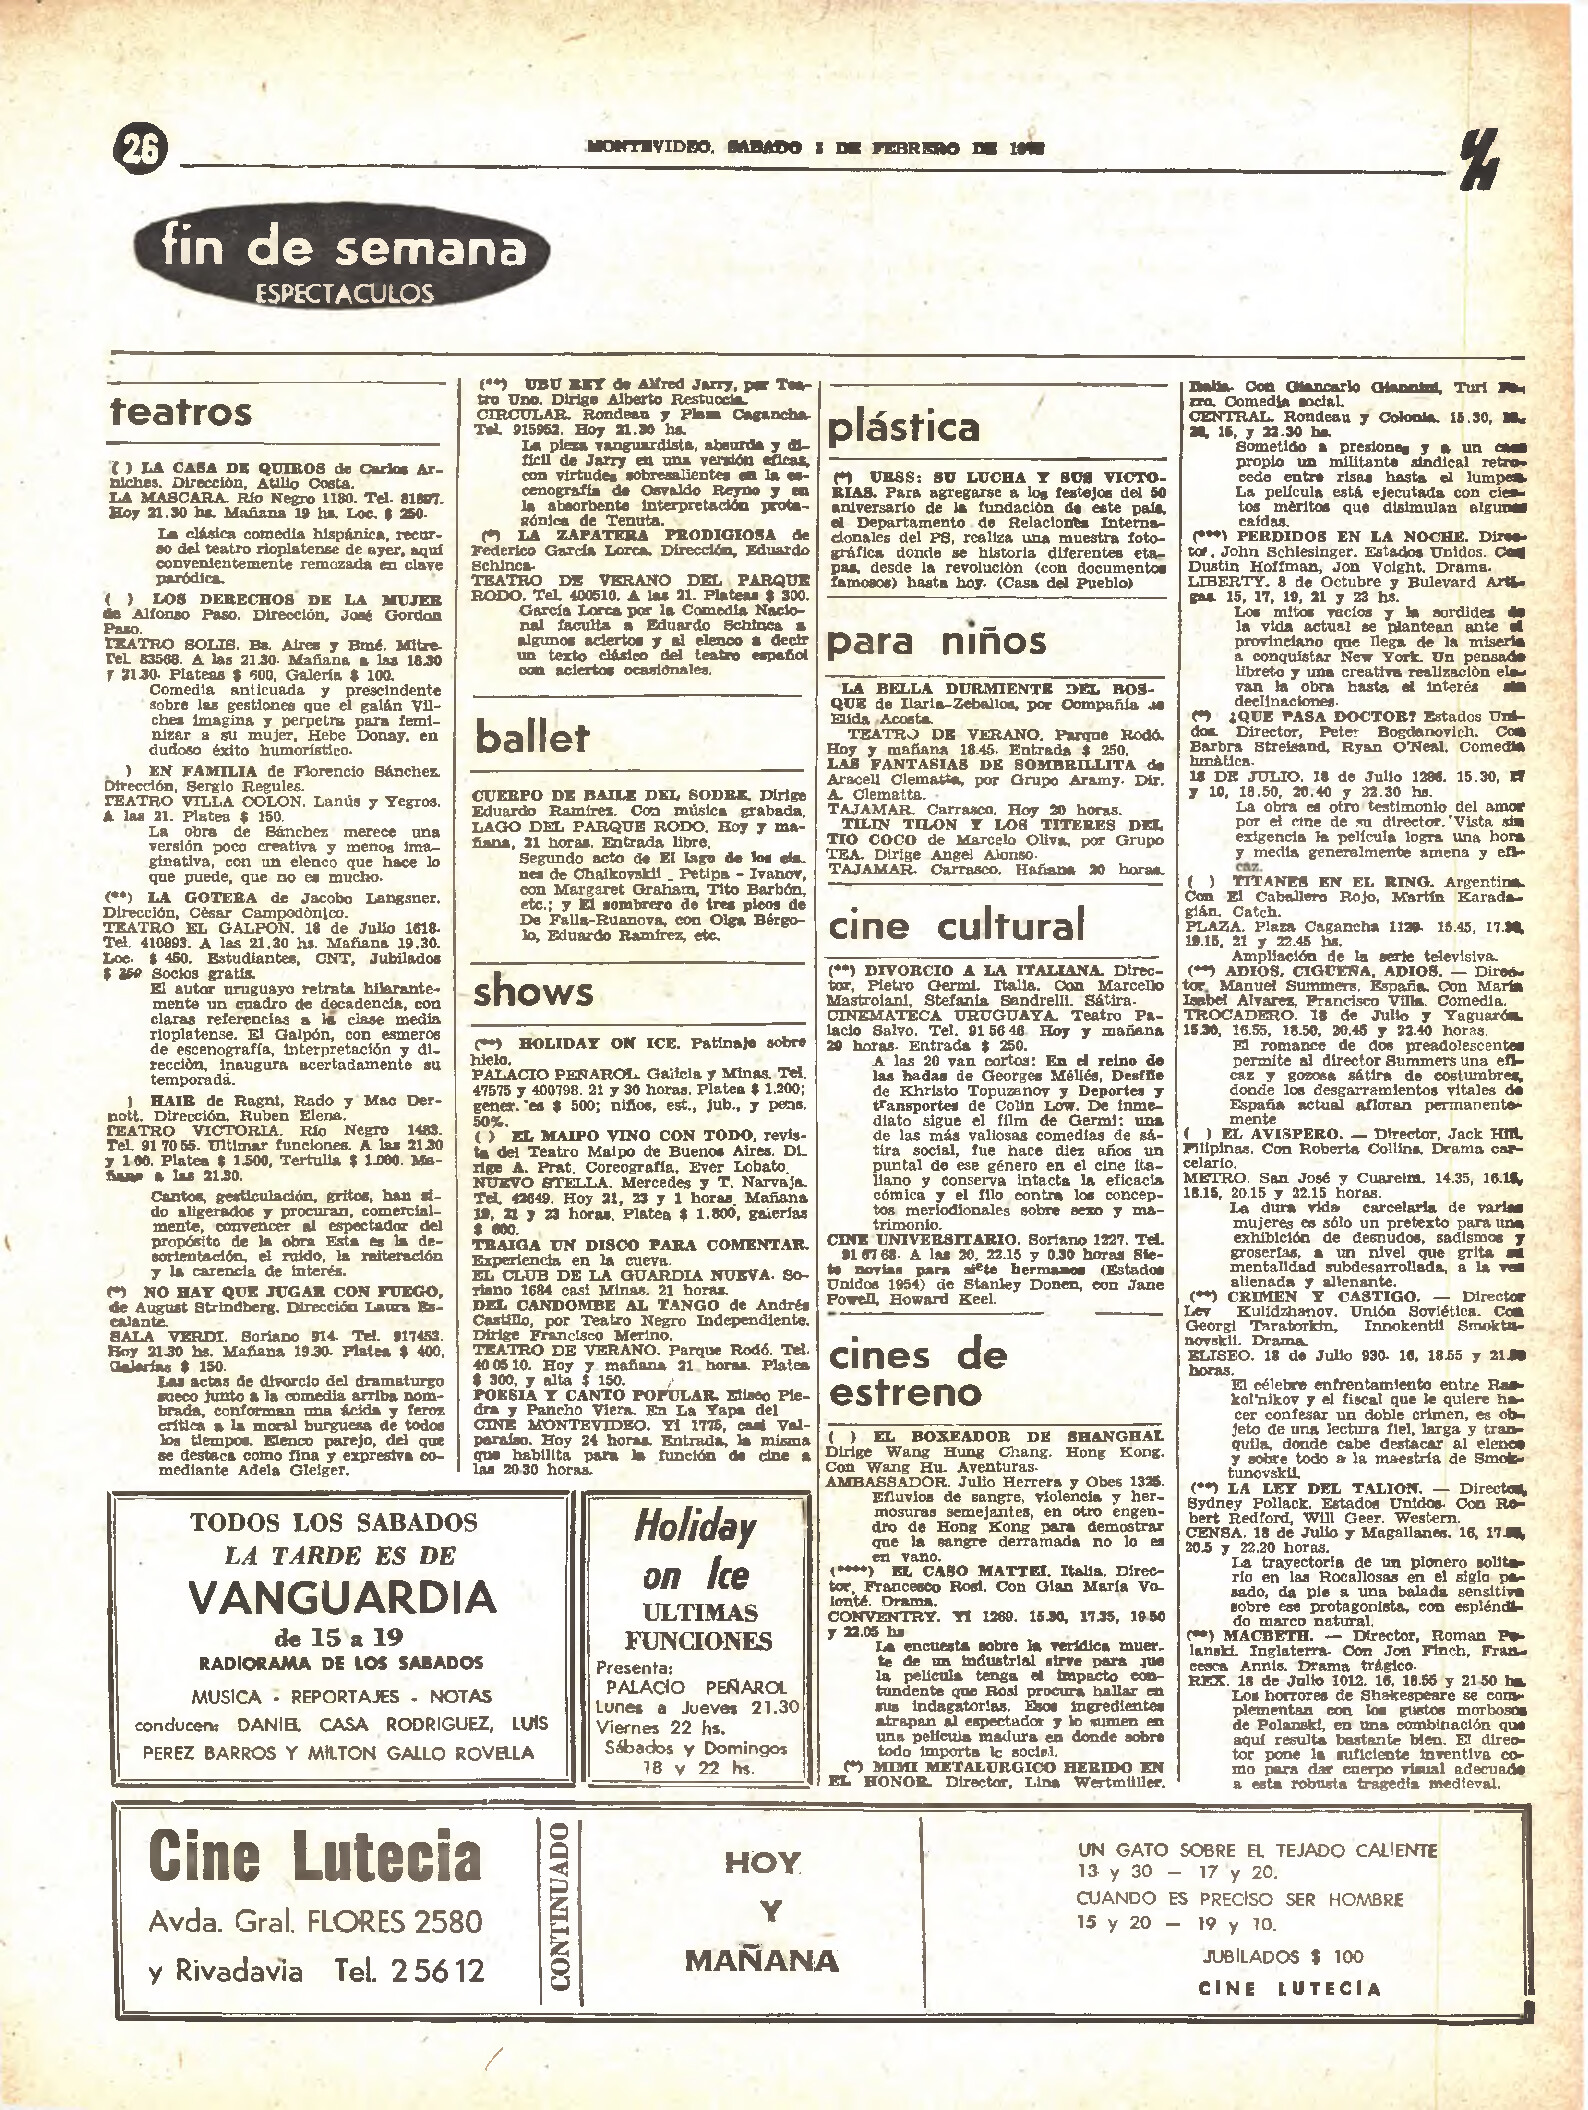 26
MONTEVIDEO, SABADO 3 DE FEBRERO DE
fin de semana
ESPECTACULOS
teatros
( ) LA CASA DE QUIROS de Carlos Ar-
niches. Dirección, Atilio Costa.
LA MASCARA. Río Negro 1180. Tel. 81897.
Hoy 21.30 hs. Mañana 19 hs. Loc. $ 250.
La clásica comedia hispánica, recur-
so del teatro rioplatense de ayer, aquí
convenientemente remozada en clave
paródica.
( ) LOS DERECHOS DE LA MUJER
de Alfonso Paso. Dirección, José Gordon
Paso.
TEATRO SOLIS. Bs. Aires y Bmé. Mitre.
Tel. 83568. A las 21.30. Mañana a las 18.30
y 21.30. Plateas $ 600, Galería $ 100.
Comedia anticuada y prescindente
sobre las gestiones que el galán Vil-
ches imagina y perpetra para femi-
nizar a su mujer, Hebe Donay, en
dudoso éxito humorístico.
) EN FAMILIA de Florencio Sánchez.
Dirección, Sergio Regules.
TEATRO VILLA COLON. Lanús y Yegros.
A las 21. Platea $ 150.
La obra de Sánchez merece una
versión poco creativa y menos ima-
ginativa, con un elenco que hace lo
que puede, que no es mucho.
(**) LA GOTERA de Jacobo Langsner.
Dirección, César Campodónico.
TEATRO EL GALPON. 18 de Julio 1618.
Tel. 410893. A las 21.30 hs. Mañana 19.30.
Loc. $ 450. Estudiantes, CNT, Jubilados
$ 250 Socios gratis.
El autor uruguayo retrata hilarante-
mente un cuadro de decadencia, con
claras referencias a la clase media
rioplatense. El Galpón, con esmeros
de escenografía, interpretación y di-
rección, inaugura acertadamente su
temporada.
) HAIR de Ragni, Rado y Mac Der-
nott. Dirección, Ruben Elena.
TEATRO VICTORIA. Río Negro 1483.
Tel. 91 70 55. Ultimar funciones. A las 21.30
y 1.00. Platea $ 1.500, Tertulia $ 1.000. Ma-
ñana a las 21.30.
Cantos, gesticulación, gritos, han si-
do aligerados y procuran, comercial-
mente, convencer al espectador del
propósito de la obra Esta es la de-
sorientación, el ruido, la reiteración
y la carencia de interés.
(*) NO HAY QUE JUGAR CON FUEGO,
de August Strindberg. Dirección Laura Es-
calante.
SALA VERDI. Soriano 914. Tel. 917453.
Hoy 21.30 hs. Mañana 19.30. Platea $ 400,
Galerías $ 150.
Las actas de divorcio del dramaturgo
sueco junto a la comedia arriba nom-
brada, conforman una ácida y feroz
crítica a la moral burguesa de todos
los tiempos. Elenco parejo, del que
se destaca como fina y expresiva co-
mediante Adela Gleiger.
(**) UBU REY de Alfred Jarry, por Tea-
tro Uno. Dirige Alberto Restuccia.
CIRCULAR. Rondeau y Plaza Cagancha.
Tel. 915952. Hoy 21.30 hs.
La pieza vanguardista, absurda y di-
fícil de Jarry en una versión eficaz,
con virtudes sobresalientes en la es-
cenografía de Osvaldo Reyno y en
la absorbente interpretación prota-
gónica de Tenuta.
(*) LA ZAPATERA PRODIGIOSA de
Federico García Lorca. Dirección, Eduardo
Schinca.
TEATRO DE VERANO DEL PARQUE
RODO. Tel. 400510. A las 21. Plateas $ 300.
García Lorca por la Comedia Nacio-
nal faculta a Eduardo Schinca a
algunos aciertos y al elenco a decir
un texto clásico del teatro español
con aciertos ocasionales.
ballet
CUERPO DE BAILE DEL SODRE. Dirige
Eduardo Ramírez. Con música grabada.
LAGO DEL PARQUE RODO. Hoy y ma-
ñana, 21 horas. Entrada libre.
Segundo acto de El lago de los cis-
nes de Chaikovskii - Petipa - Ivanov,
con Margaret Graham, Tito Barbón,
etc.; y El sombrero de tres picos de
De Falla-Ruanova, con Olga Bérgo-
lo, Eduardo Ramírez, etc.
shows
(**) HOLIDAY ON ICE. Patinaje sobre
hielo.
PALACIO PEÑAROL. Galicia y Minas. Tel.
47575 y 400798. 21 y 30 horas. Platea $ 1.200;
gener. es $ 500; niños, est., jub., y pens.
50%.
( ) EL MAIPO VINO CON TODO, revis-
ta del Teatro Maipo de Buenos Aires. Di-
rige A. Prat. Coreografía, Ever Lobato.
NUEVO STELLA. Mercedes y T. Narvaja.
Tel. 42649. Hoy 21, 23 y 1 horas. Mañana
19, 21 y 23 horas. Platea $ 1.800, galerías
$ 600.
TRAIGA UN DISCO PARA COMENTAR.
Experiencia en la cueva.
EL CLUB DE LA GUARDIA NUEVA. So-
riano 1684 casi Minas. 21 horas.
DEL CANDOMBE AL TANGO de Andrés
Castillo, por Teatro Negro Independiente.
Dirige Francisco Merino.
TEATRO DE VERANO. Parque Rodó. Tel.
40 05 10. Hoy y mañana 21 horas. Platea
$ 300, y alta $ 150.
POESIA Y CANTO POPULAR. Eliseo Pie-
dra y Pancho Viera. En La Yapa del
CINE MONTEVIDEO. Yí 1775, casi Val-
paraíso. Hoy 24 horas. Entrada, la misma
que habilita para la función de cine a
las 20.30 horas.
plástica
(*) URSS: SU LUCHA Y SUS VICTO-
RIAS. Para agregarse a los festejos del 50
aniversario de la fundación de este país,
el Departamento de Relaciones Interna-
cionales del PS, realiza una muestra foto-
gráfica donde se historia diferentes eta-
pas, desde la revolución (con documentos
famosos) hasta hoy. (Casa del Pueblo)
para niños
LA BELLA DURMIENTE DEL BOS-
QUE de Ilaria-Zeballos, por Compañía de
Elida Acosta.
TEATRO DE VERANO. Parque Rodó.
Hoy y mañana 18.45. Entrada $ 250.
LAS FANTASIAS DE SOMBRILLITA de
Araceli Clematta, por Grupo Aramy. Dir.
A. Clematta.
TAJAMAR. Carrasco. Hoy 20 horas.
TILIN TILON Y LOS TITERES DEL
TIO COCO de Marcelo Oliva, por Grupo
TEA. Dirige Angel Alonso.
TAJAMAR. Carrasco. Hañana 20 horas.
cine cultural
(**) DIVORCIO A LA ITALIANA. Direc-
tor, Pietro Germi. Italia. Con Marcello
Mastroiani, Stefania Sandrelli. Sátira.
CINEMATECA URUGUAYA. Teatro Pa-
lacio Salvo. Tel. 91 56 46 Hoy y mañana
20 horas. Entrada $ 250.
A las 20 van cortos: En el reino de
las hadas de Georges Méliés, Desfile
de Khristo Topuzenov y Deportes y
transportes de Colin Low. De inme-
diato sigue el film de Germi: una
de las más valiosas comedias de sá-
tira social, fue hace diez años un
puntal de ese género en el cine ita-
liano y conserva intacta la eficacia
cómica y el filo contra los concep-
tos meriodionales sobre sexo y ma-
trimonio.
CINE UNIVERSITARIO. Soriano 1227. Tel.
91 67 68. A las 20, 22.15 y 0.30 horas Sie-
te novias para siete hermanos (Estados
Unidos 1954) de Stanley Donen, con Jane
Powell, Howard Keel.
cines de
estreno
( ) EL BOXEADOR DE SHANGHAI.
Dirige Wang Hung Chang. Hong Kong.
Con Wang Hu. Aventuras.
AMBASSADOR. Julio Herrera y Obes 1325.
Efluvios de sangre, violencia y her-
mosuras semejantes, en otro engen-
dro de Hong Kong para demostrar
que la sangre derramada no lo es
en vano.
(****) EL CASO MATTEI. Italia. Direc-
tor, Francesco Rosi. Con Gian María Vo-
lonté. Drama.
CONVENTRY. Yí 1269. 15.30, 17.35, 19.50
y 22.05 hs
La encuesta sobre la verídica muer-
te de un industrial sirve para que
la película tenga el impacto con-
tundente que Rosi procura hallar en
sus indagatorias. Esos ingredientes
atrapan al espectador y lo sumen en
una película madura en donde sobre
todo importa lo social.
(*) MIMI METALURGICO HERIDO EN
EL HONOR. Director, Lina Wertmüller.
Italia. Con Giancarlo Giannini, Turi Fe-
rro. Comedia social.
CENTRAL. Rondeau y Colonia. 15.30,
20, 15, y 22.30 hs.
Sometido a presiones y a un caso
propio un militante sindical retro-
cede entre risas hasta el lumpen.
La película está ejecutada con cier-
tos méritos que disimulan algunas
caídas.
(***) PERDIDOS EN LA NOCHE. Direc-
tor, John Schlesinger. Estados Unidos. Con
Dustin Hoffman, Jon Voight. Drama.
LIBERTY. 8 de Octubre y Bulevard Arti-
gas. 15, 17, 19, 21 y 23 hs.
Los mitos vacíos y la sordides de
la vida actual se plantean ante el
provinciano que llega de la miseria
a conquistar New York. Un pensado
libreto y una creativa realización ele-
van la obra hasta el interés sin
declinaciones.
(*) ¿QUE PASA DOCTOR? Estados Uni-
dos. Director, Peter Bogdanovich. Con
Barbra Streisand, Ryan O'Neal. Comedia
lunática.
18 DE JULIO. 18 de Julio 1286. 15.30, 17
y 10, 18.50, 20.40 y 22.30 hs.
La obra es otro testimonio del amor
por el cine de su director. Vista sin
exigencia la película logra una hora
y media generalmente amena y efi-
caz.
( ) TITANES EN EL RING. Argentina.
Con El Caballero Rojo, Martín Karada-
gián. Catch.
PLAZA. Plaza Cagancha 1129. 15.45, 17.30,
19.15, 21 y 22.45 hs.
Ampliación de la serie televisiva.
(**) ADIOS, CIGÜEÑA, ADIOS. — Direc-
tor, Manuel Summers. España. Con María
Isabel Alvarez, Francisco Villa. Comedia.
TROCADERO. 18 de Julio y Yaguarón.
15.30, 16.55, 18.50, 20.45 y 22.40 horas.
El romance de dos preadolescentes
permite al director Summers una efi-
caz y gozosa sátira de costumbres,
donde los desgarramientos vitales de
España actual afloran permanente-
mente
( ) EL AVISPERO. — Director, Jack Hill.
Filipinas. Con Roberta Collins. Drama car-
celario.
METRO. San José y Cuareim. 14.35, 16.15,
18.15, 20.15 y 22.15 horas.
La dura vida carcelaria de varias
mujeres es sólo un pretexto para una
exhibición de desnudos, sadismos y
groserías, a un nivel que grita su
mentalidad subdesarrollada, a la vez
alienada y alienante.
(**) CRIMEN Y CASTIGO. — Director
Lev Kulidzhanov. Unión Soviética. Con
Georgi Taratorkin, Innokentii Smoktu-
novskii. Drama.
ELISEO. 18 de Julio 930. 16, 18.55 y 21.50
horas.
El célebre enfrentamiento entre Ras-
kol'nikov y el fiscal que le quiere ha-
cer confesar un doble crimen, es ob-
jeto de una lectura fiel, larga y tran-
quila, donde cabe destacar al elenco
y sobre todo a la maestría de Smok-
tunovskii.
(**) LA LEY DEL TALION. — Director,
Sydney Pollack. Estados Unidos. Con Ro-
bert Redford, Will Geer. Western.
CENSA. 18 de Julio y Magallanes. 16,
20.5 y 22.20 horas.
La trayectoria de un pionero solita-
rio en las Rocallosas en el siglo pa-
sado, da pie a una balada sensitiva
sobre ese protagonista, con espléndi-
do marco natural.
(**) MACBETH. — Director, Roman Po-
lanski. Inglaterra. Con Jon Finch, Fran-
cesca Annis. Drama trágico.
REX. 18 de Julio 1012. 16, 18.55 y 21.50 hs.
Los horrores de Shakespeare se com-
plementan con los gustos morbosos
de Polanski, en una combinación que
aquí resulta bastante bien. El direc-
tor pone la suficiente inventiva co-
mo para dar cuerpo visual adecuado
a esta robusta tragedia medieval.
TODOS LOS SABADOS
LA TARDE ES DE
VANGUARDIA
de 15 a 19
RADIORAMA DE LOS SABADOS
MUSICA - REPORTAJES - NOTAS
conducen: DANIEL CASA RODRIGUEZ, LUIS
PEREZ BARROS Y MILTON GALLO ROVELLA
Holiday
on Ice
ULTIMAS
FUNCIONES
Presenta:
PALACIO PEÑAROL
Lunes a Jueves 21.30
Viernes 22 hs.
Sábados y Domingos
18 y 22 hs.
Cine Lutecia
Avda. Gral. FLORES 2580
y Rivadavia Tel. 2 56 12
CONTINUADO
HOY
Y
MAÑANA
UN GATO SOBRE EL TEJADO CALIENTE
13 y 30 — 17 y 20.
CUANDO ES PRECISO SER HOMBRE
15 y 20 — 19 y 10.
JUBILADOS $ 100
CINE LUTECIA